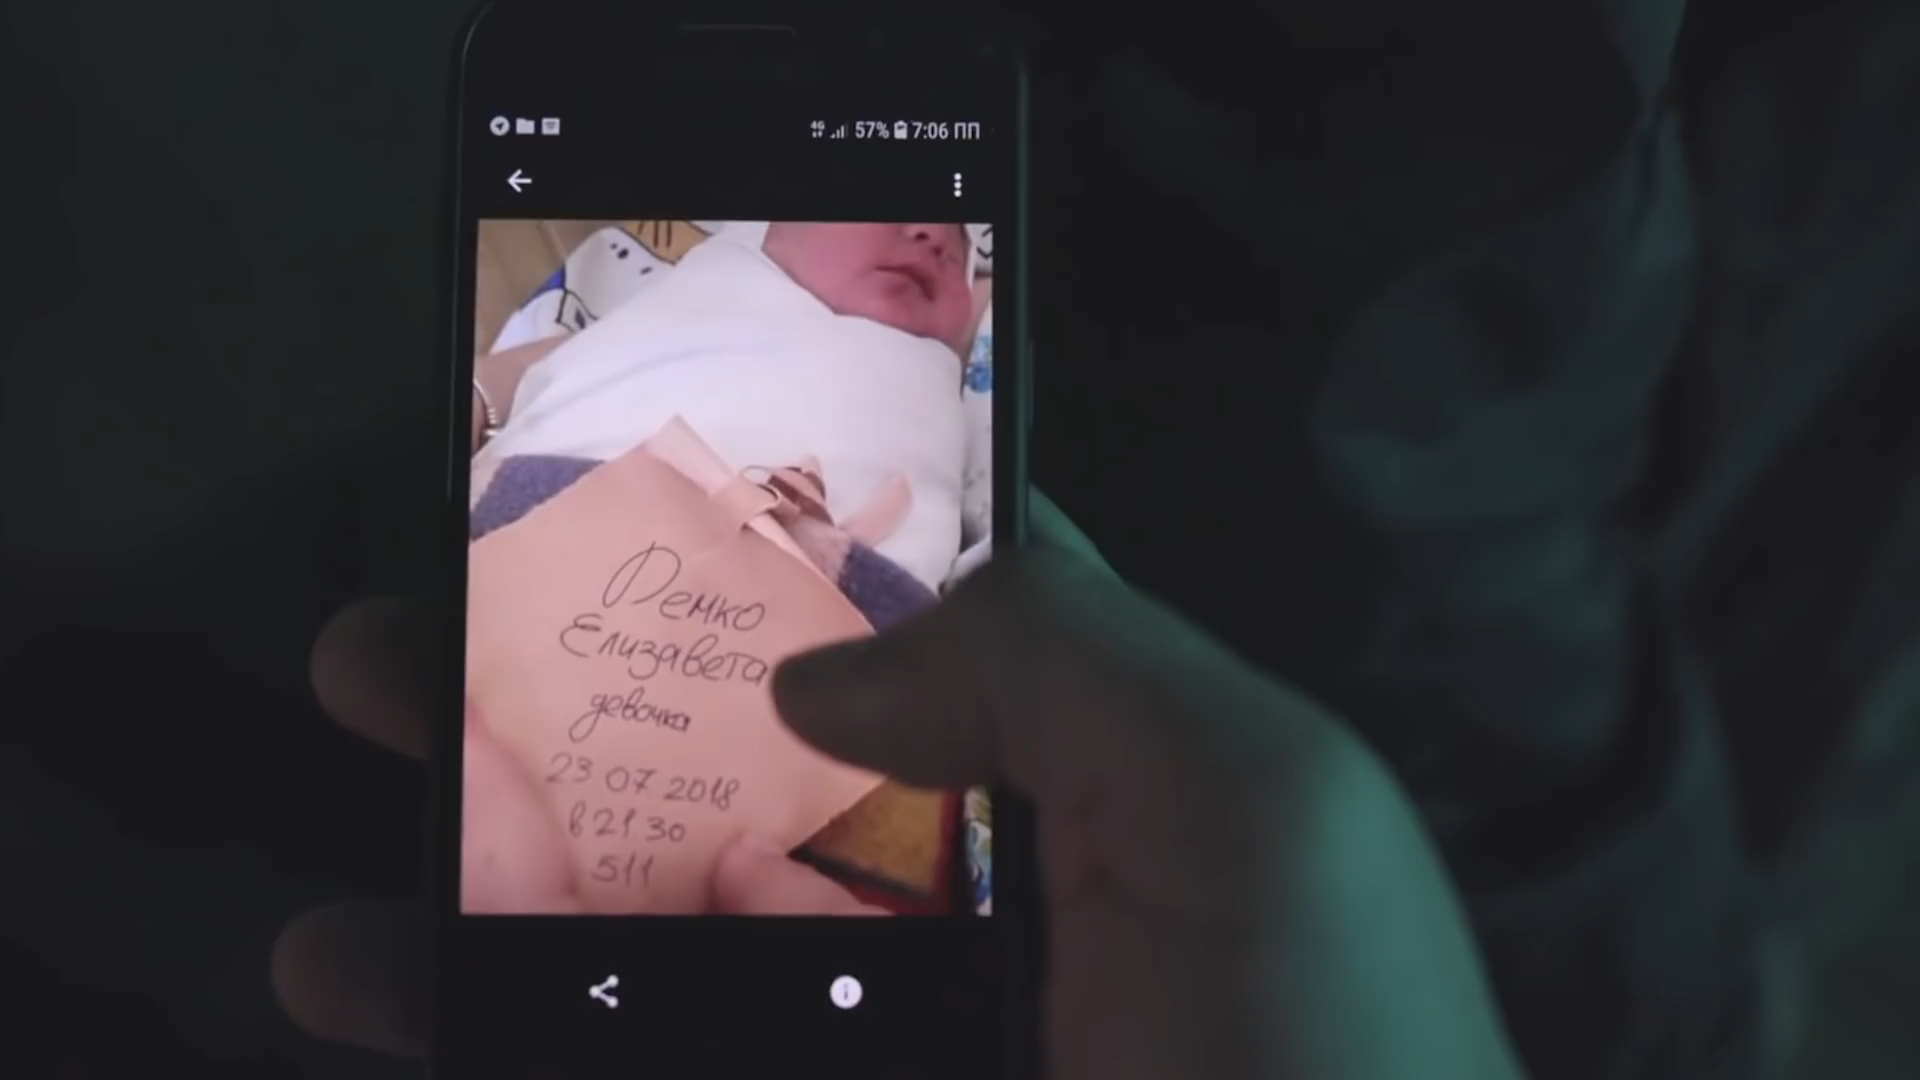 57% 7:06 ПП
Демко
Елизавета
девочка
23 07 2018
в 21 30
511